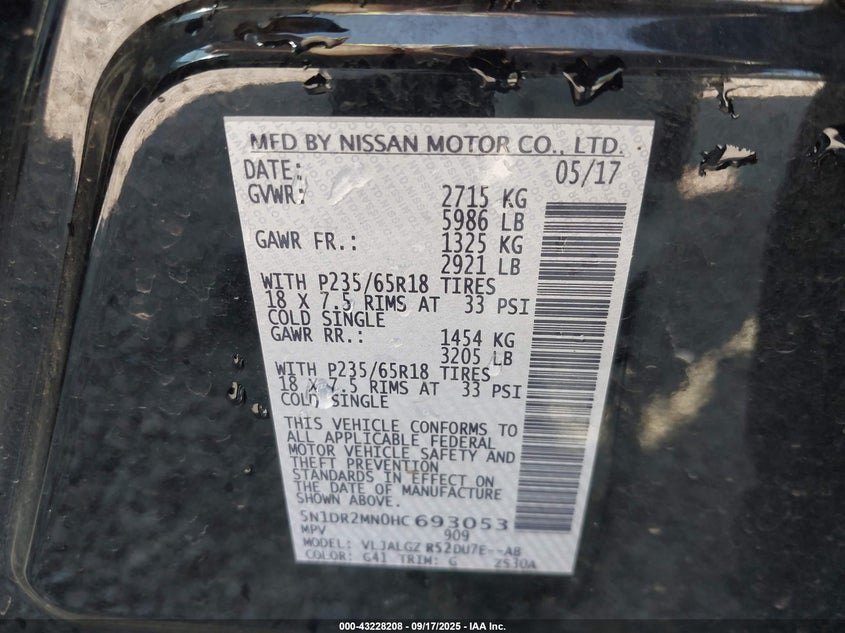 MFD BY NISSAN MOTOR CO., LTD.
DATE: 05/17
GVWR: 2715 KG
5986 LB
GAWR FR.: 1325 KG
2921 LB
WITH P235/65R18 TIRES
18 X 7.5 RIMS AT 33 PSI
COLD SINGLE
GAWR RR.: 1454 KG
3205 LB
WITH P235/65R18 TIRES
18 X 7.5 RIMS AT 33 PSI
COLD SINGLE
THIS VEHICLE CONFORMS TO
ALL APPLICABLE FEDERAL
MOTOR VEHICLE SAFETY AND
THEFT PREVENTION
STANDARDS IN EFFECT ON
THE DATE OF MANUFACTURE
SHOWN ABOVE.
5N1DR2MN0HC693053
MPV 909
MODEL: VLJALGZ R52DU7E--AB
COLOR: G41 TRIM: G 2S30A
000-43228208 - 09/17/2025 - IAA Inc.